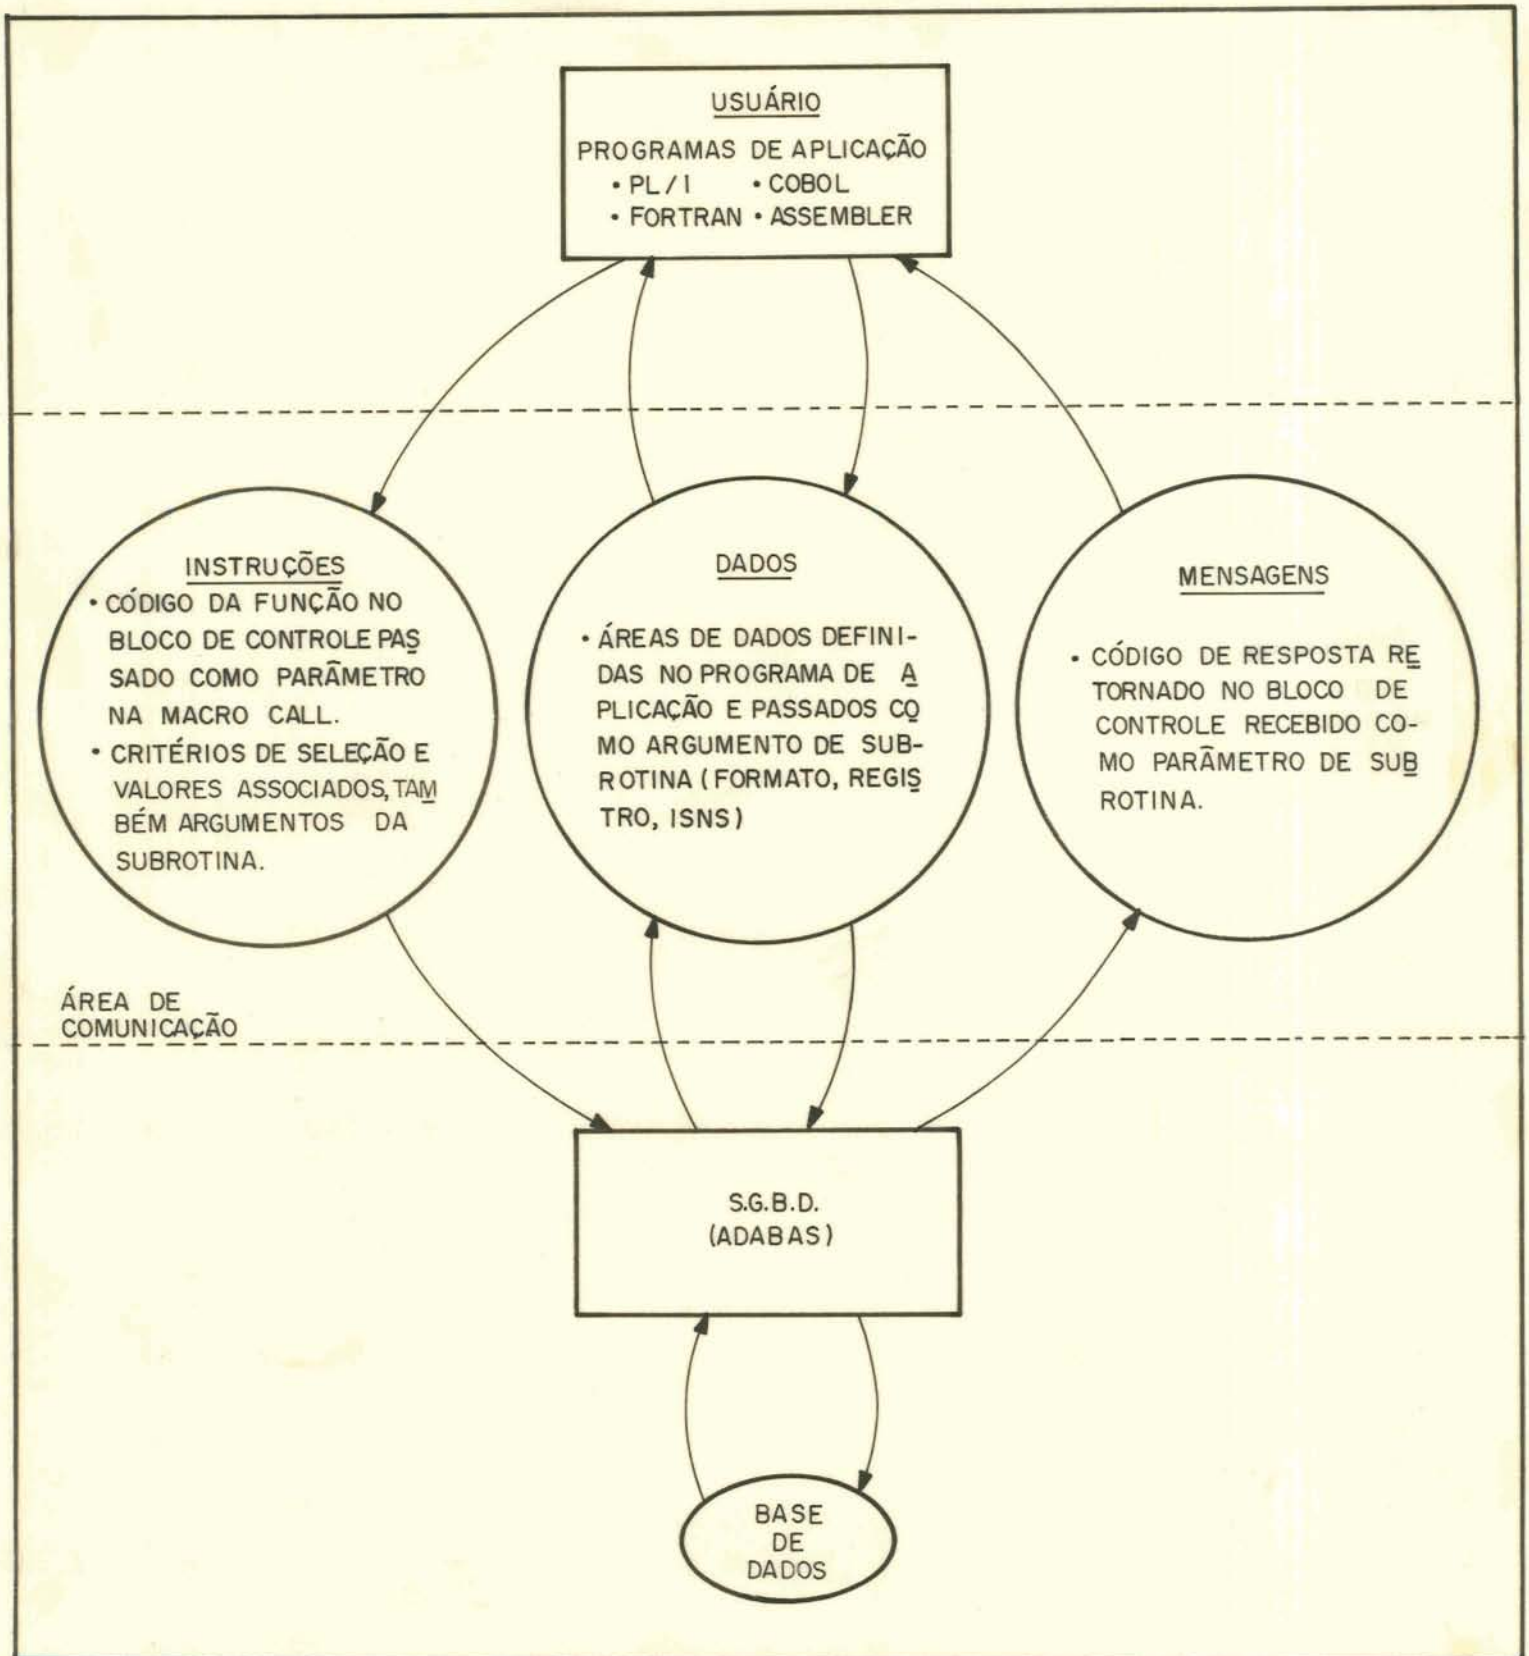 USUÁRIO
PROGRAMAS DE APLICAÇÃO
• PL/I • COBOL
• FORTRAN • ASSEMBLER
INSTRUÇÕES
• CÓDIGO DA FUNÇÃO NO
BLOCO DE CONTROLE PAS
SADO COMO PARÂMETRO
NA MACRO CALL.
• CRITÉRIOS DE SELEÇÃO E
VALORES ASSOCIADOS, TAM
BÉM ARGUMENTOS DA
SUBROTINA.
DADOS
• ÁREAS DE DADOS DEFINI-
DAS NO PROGRAMA DE A
PLICAÇÃO E PASSADOS CO
MO ARGUMENTO DE SUB-
ROTINA (FORMATO, REGIS
TRO, ISNS)
MENSAGENS
• CÓDIGO DE RESPOSTA RE
TORNADO NO BLOCO DE
CONTROLE RECEBIDO CO-
MO PARÂMETRO DE SUB
ROTINA.
ÁREA DE
COMUNICAÇÃO
S.G.B.D.
(ADABAS)
BASE
DE
DADOS